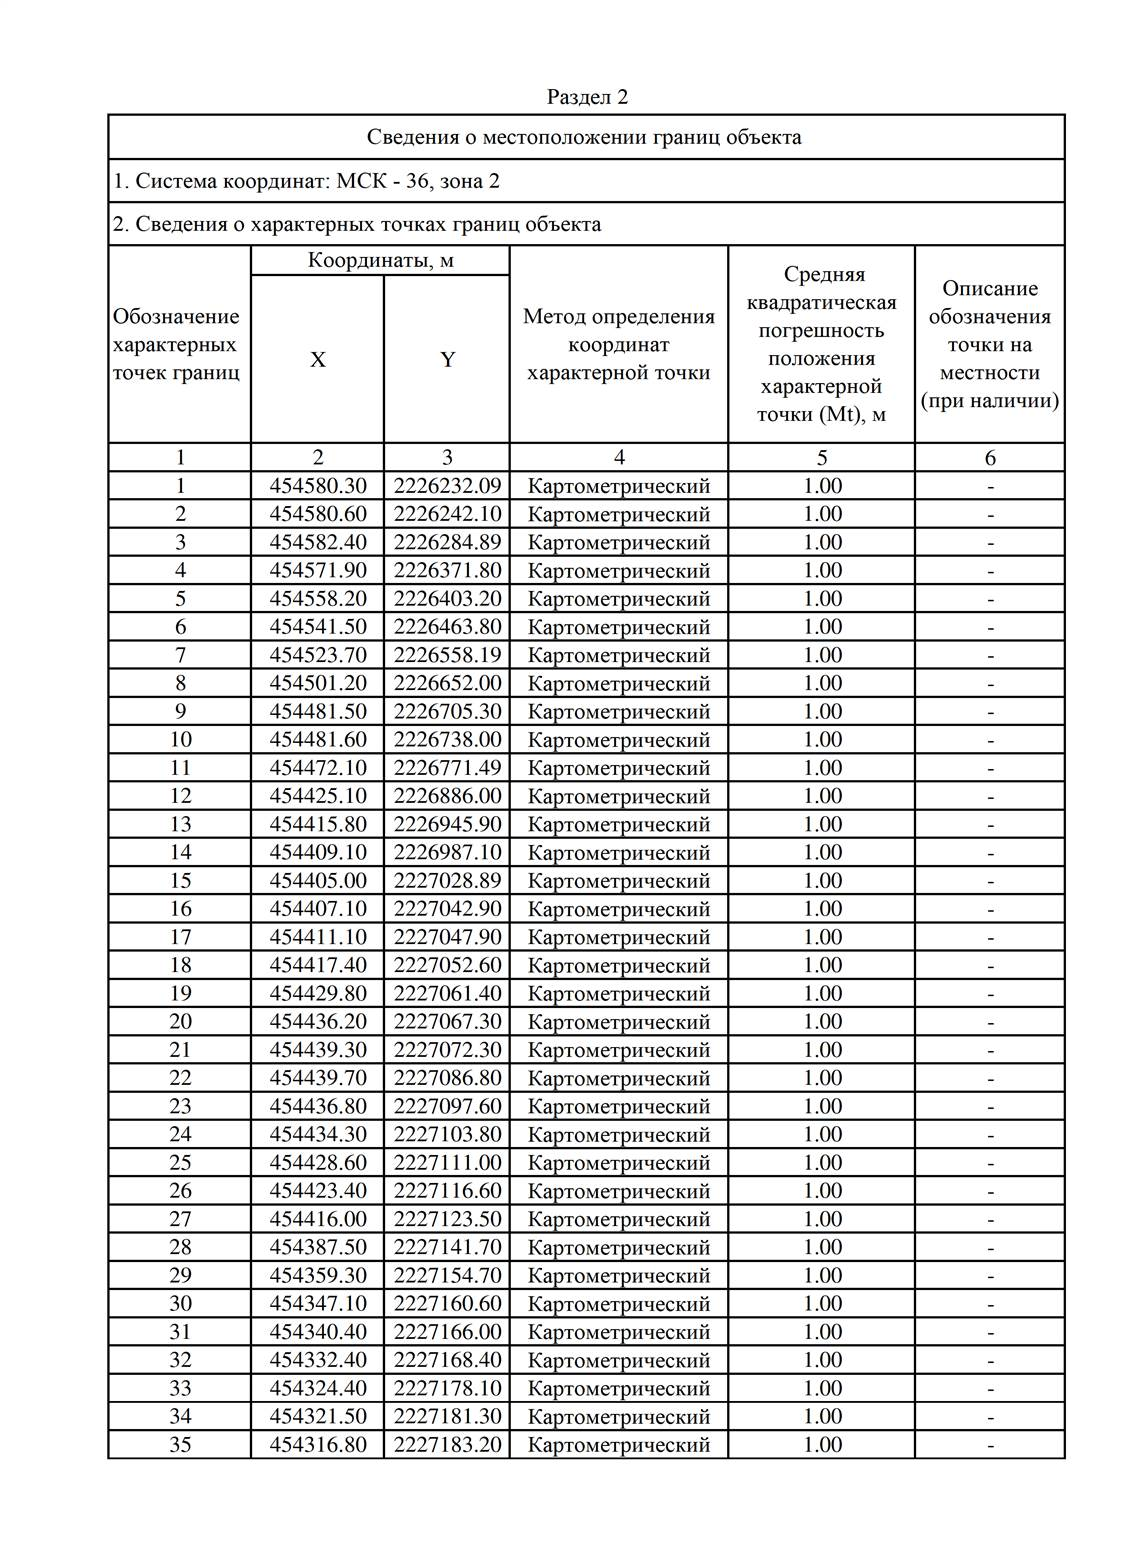 Раздел 2
Сведения о местоположении границ объекта
1. Система координат: МСК - 36, зона 2
2. Сведения о характерных точках границ объекта
Обозначение
характерных
точек границ
Координаты, м
X
Y
Метод определения
координат
характерной точки
Средняя
квадратическая
погрешность
положения
характерной
точки (Mt), м
Описание
обозначения
точки на
местности
(при наличии)
1 2 3 4 5 6
1 454580.30 2226232.09 Картометрический 1.00 -
2 454580.60 2226242.10 Картометрический 1.00 -
3 454582.40 2226284.89 Картометрический 1.00 -
4 454571.90 2226371.80 Картометрический 1.00 -
5 454558.20 2226403.20 Картометрический 1.00 -
6 454541.50 2226463.80 Картометрический 1.00 -
7 454523.70 2226558.19 Картометрический 1.00 -
8 454501.20 2226652.00 Картометрический 1.00 -
9 454481.50 2226705.30 Картометрический 1.00 -
10 454481.60 2226738.00 Картометрический 1.00 -
11 454472.10 2226771.49 Картометрический 1.00 -
12 454425.10 2226886.00 Картометрический 1.00 -
13 454415.80 2226945.90 Картометрический 1.00 -
14 454409.10 2226987.10 Картометрический 1.00 -
15 454405.00 2227028.89 Картометрический 1.00 -
16 454407.10 2227042.90 Картометрический 1.00 -
17 454411.10 2227047.90 Картометрический 1.00 -
18 454417.40 2227052.60 Картометрический 1.00 -
19 454429.80 2227061.40 Картометрический 1.00 -
20 454436.20 2227067.30 Картометрический 1.00 -
21 454439.30 2227072.30 Картометрический 1.00 -
22 454439.70 2227086.80 Картометрический 1.00 -
23 454436.80 2227097.60 Картометрический 1.00 -
24 454434.30 2227103.80 Картометрический 1.00 -
25 454428.60 2227111.00 Картометрический 1.00 -
26 454423.40 2227116.60 Картометрический 1.00 -
27 454416.00 2227123.50 Картометрический 1.00 -
28 454387.50 2227141.70 Картометрический 1.00 -
29 454359.30 2227154.70 Картометрический 1.00 -
30 454347.10 2227160.60 Картометрический 1.00 -
31 454340.40 2227166.00 Картометрический 1.00 -
32 454332.40 2227168.40 Картометрический 1.00 -
33 454324.40 2227178.10 Картометрический 1.00 -
34 454321.50 2227181.30 Картометрический 1.00 -
35 454316.80 2227183.20 Картометрический 1.00 -